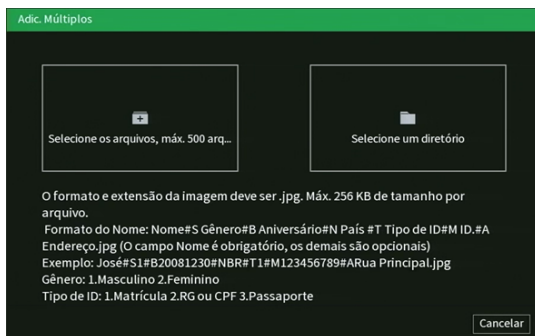 Adic. Múltiplos
Selecione os arquivos, máx. 500 arq...
Selecione um diretório
O formato e extensão da imagem deve ser .jpg. Máx. 256 KB de tamanho por
arquivo.
Formato do Nome: Nome#S Gênero#B Aniversário#N País #T Tipo de ID#M ID.#A
Endereço.jpg (O campo Nome é obrigatório, os demais são opcionais)
Exemplo: José#S1#B20081230#NBR#T1#M123456789#ARua Principal.jpg
Gênero: 1.Masculino 2.Feminino
Tipo de ID: 1.Matrícula 2.RG ou CPF 3.Passaporte
Cancelar